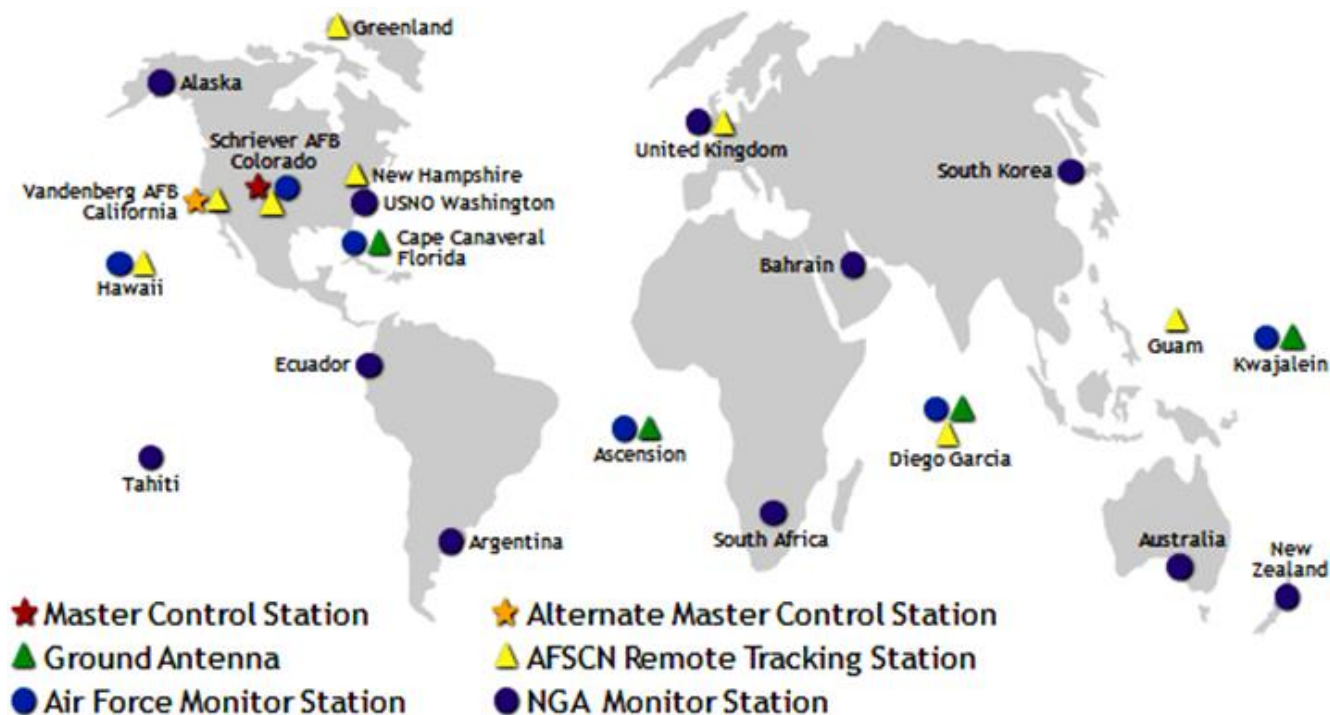 Greenland
Alaska
Schriever AFB
Colorado
Vandenberg AFB
California
New Hampshire
USNO Washington
Cape Canaveral
Florida
Hawaii
United Kingdom
South Korea
Bahrain
Ecuador
Guam
Kwajalein
Ascension
Diego Garcia
Tahiti
Argentina
South Africa
Australia
New
Zealand
Master Control Station
Alternate Master Control Station
Ground Antenna
AFSCN Remote Tracking Station
Air Force Monitor Station
NGA Monitor Station